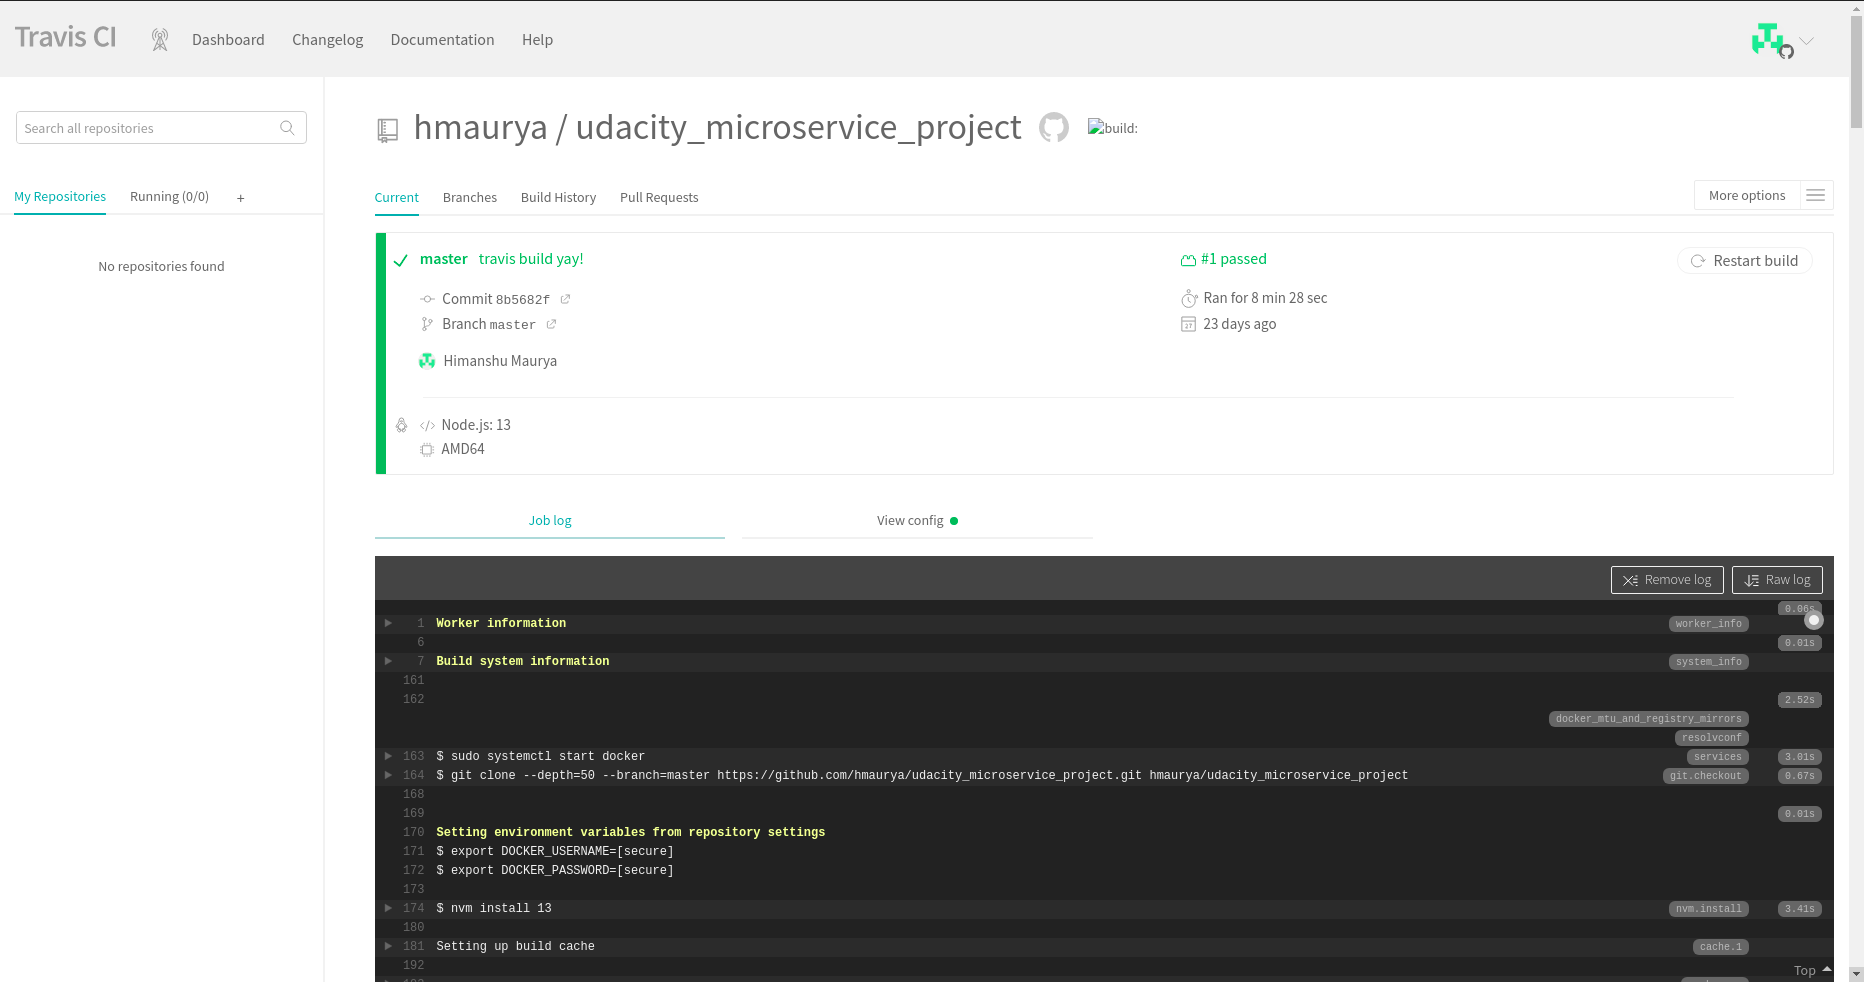 Travis CI
Dashboard
Changelog
Documentation
Help
Search all repositories
My Repositories
Running (0/0)
+
No repositories found
hmaurya / udacity_microservice_project
build:
Current
Branches
Build History
Pull Requests
More options
master travis build yay!
#1 passed
Restart build
Commit 8b5682f
Ran for 8 min 28 sec
Branch master
23 days ago
Himanshu Maurya
Node.js: 13
AMD64
Job log
View config
Remove log
Raw log
0.06s
1 Worker information worker_info
6 0.01s
7 Build system information system_info
161
162 2.52s
docker_mtu_and_registry_mirrors
resolvconf
163 $ sudo systemctl start docker services 3.01s
164 $ git clone --depth=50 --branch=master https://github.com/hmaurya/udacity_microservice_project.git hmaurya/udacity_microservice_project git.checkout 0.67s
168
169 0.01s
170 Setting environment variables from repository settings
171 $ export DOCKER_USERNAME=[secure]
172 $ export DOCKER_PASSWORD=[secure]
173
174 $ nvm install 13 nvm.install 3.41s
180
181 Setting up build cache cache.1
192
Top